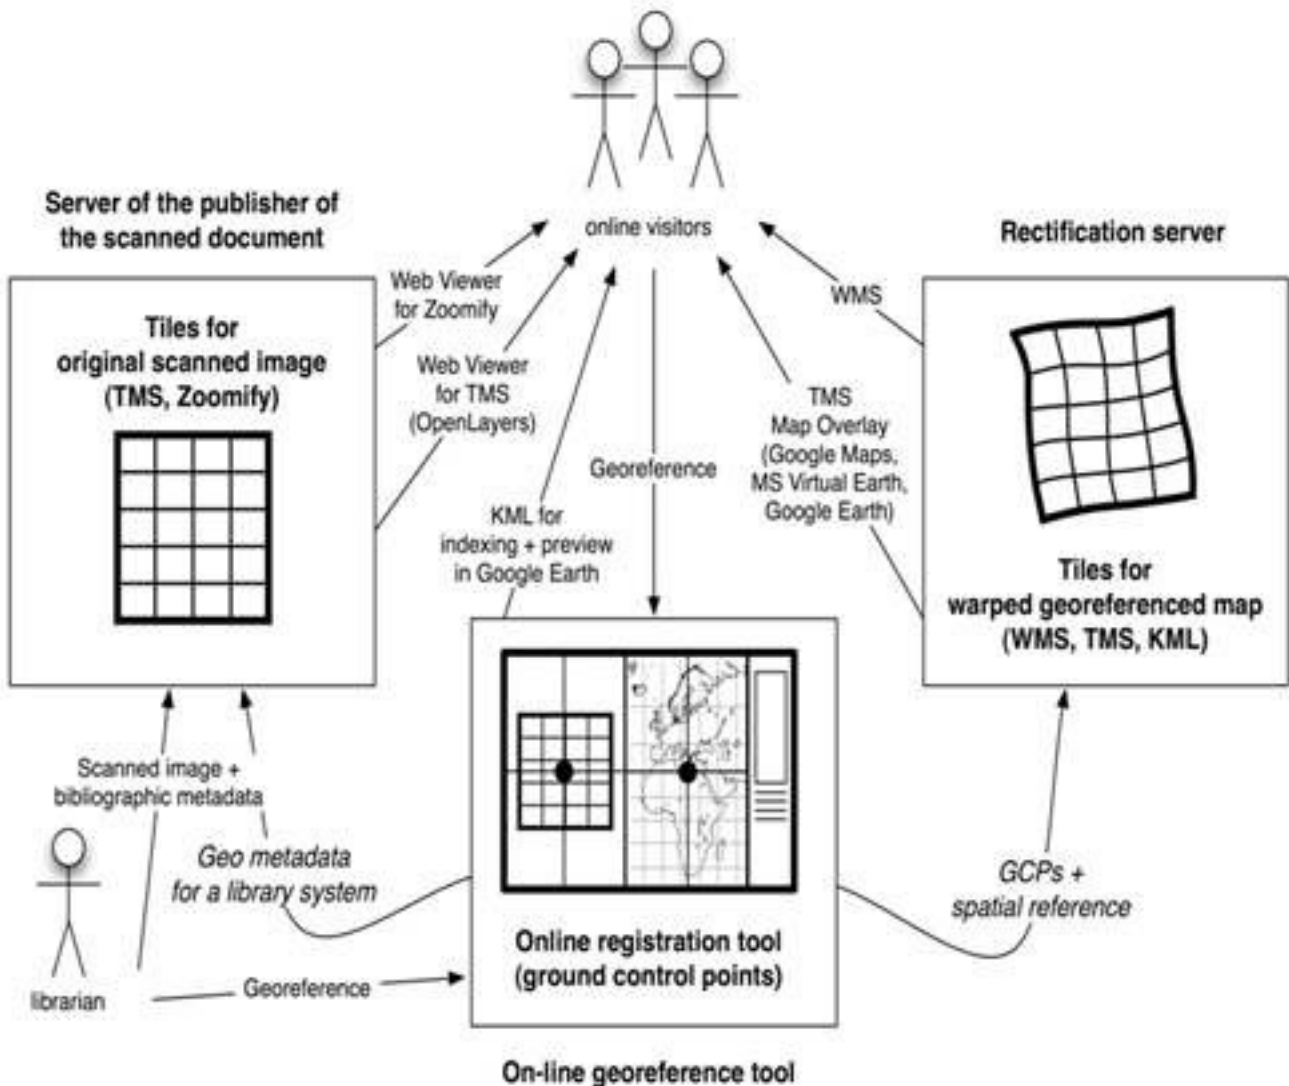 online visitors
Server of the publisher of
the scanned document
Rectification server
Web Viewer
for Zoomify
WMS
Tiles for
original scanned image
(TMS, Zoomify)
Web Viewer
for TMS
(OpenLayers)
TMS
Map Overlay
(Google Maps,
MS Virtual Earth,
Google Earth)
Georeference
KML for
indexing + preview
in Google Earth
Tiles for
warped georeferenced map
(WMS, TMS, KML)
Scanned image +
bibliographic metadata
Geo metadata
for a library system
GCPs +
spatial reference
Online registration tool
(ground control points)
Georeference
librarian
On-line georeference tool